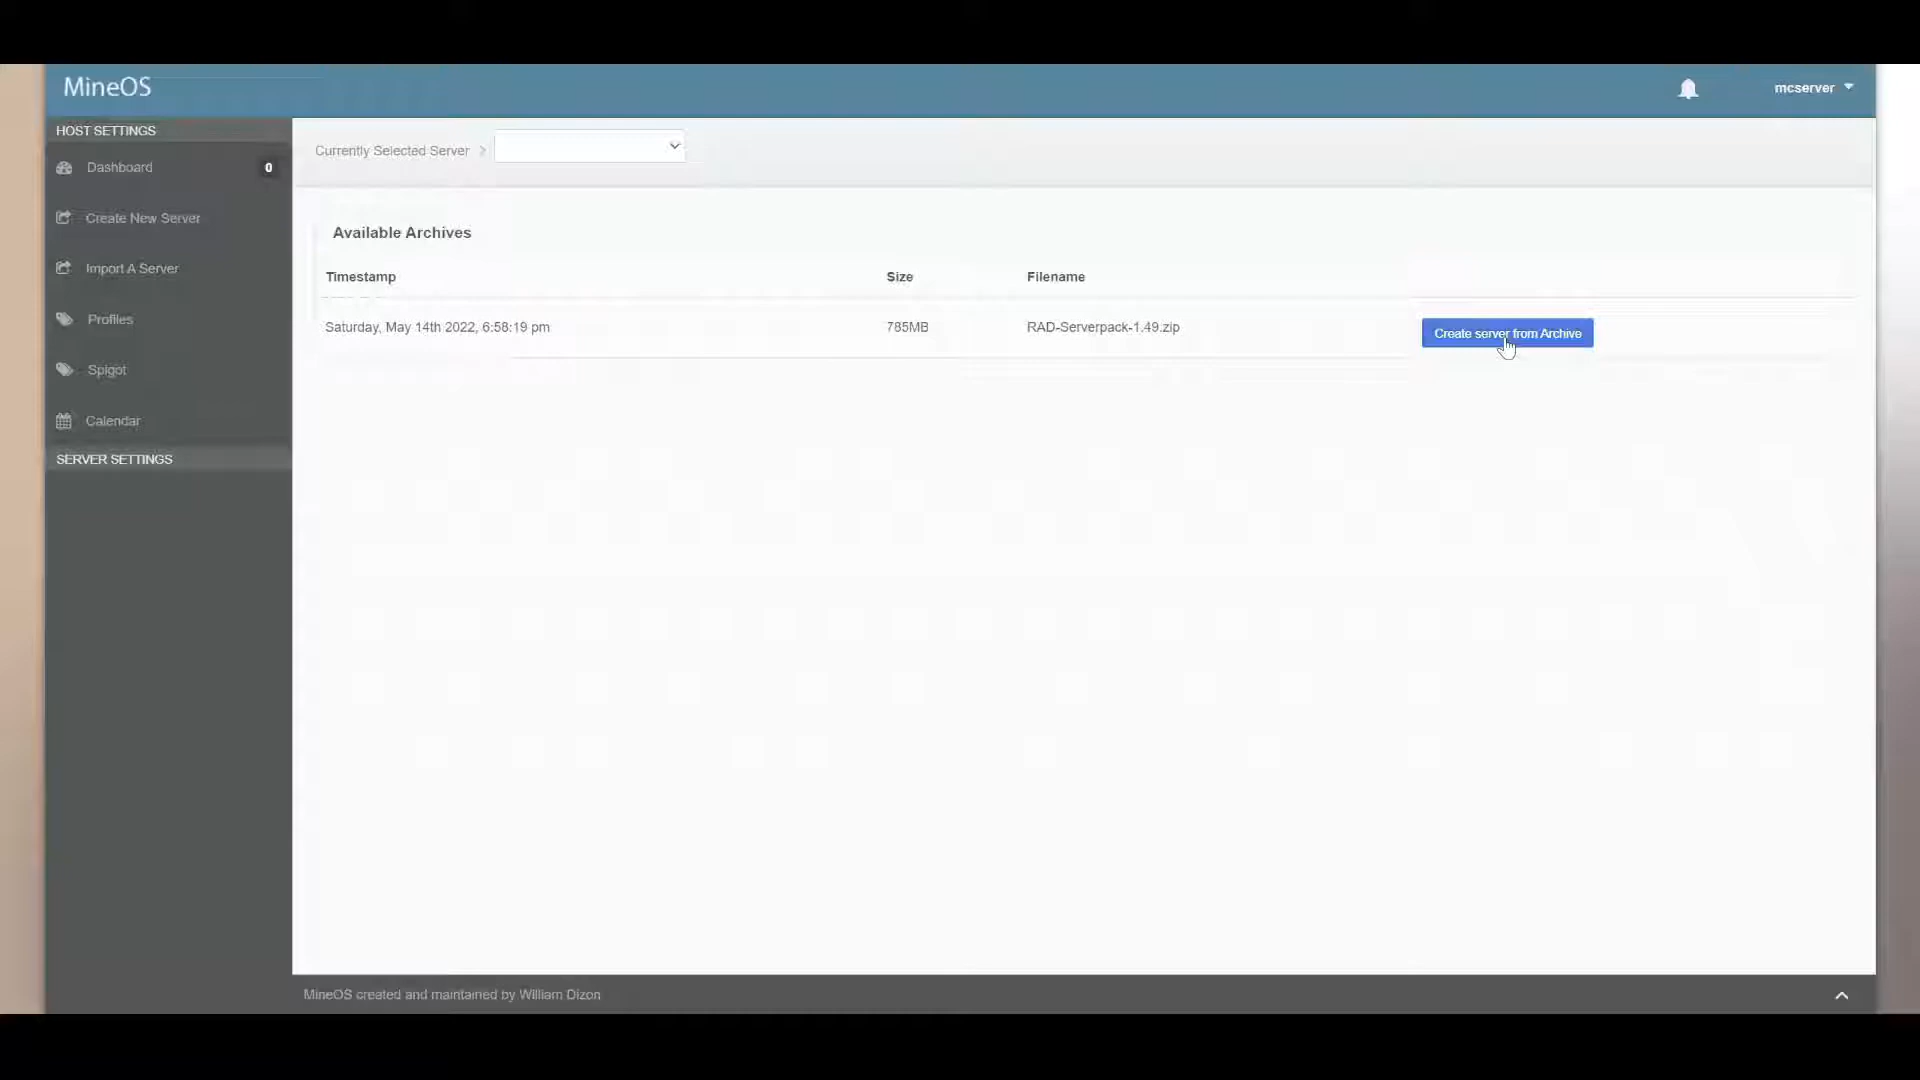 MineOS
mcserver
HOST SETTINGS
Dashboard 0
Create New Server
Import A Server
Profiles
Spigot
Calendar
SERVER SETTINGS
Currently Selected Server
Available Archives
Timestamp Size Filename
Saturday, May 14th 2022, 6:58:19 pm 785MB RAD-Serverpack-1.49.zip Create server from Archive
MineOS created and maintained by William Dizon